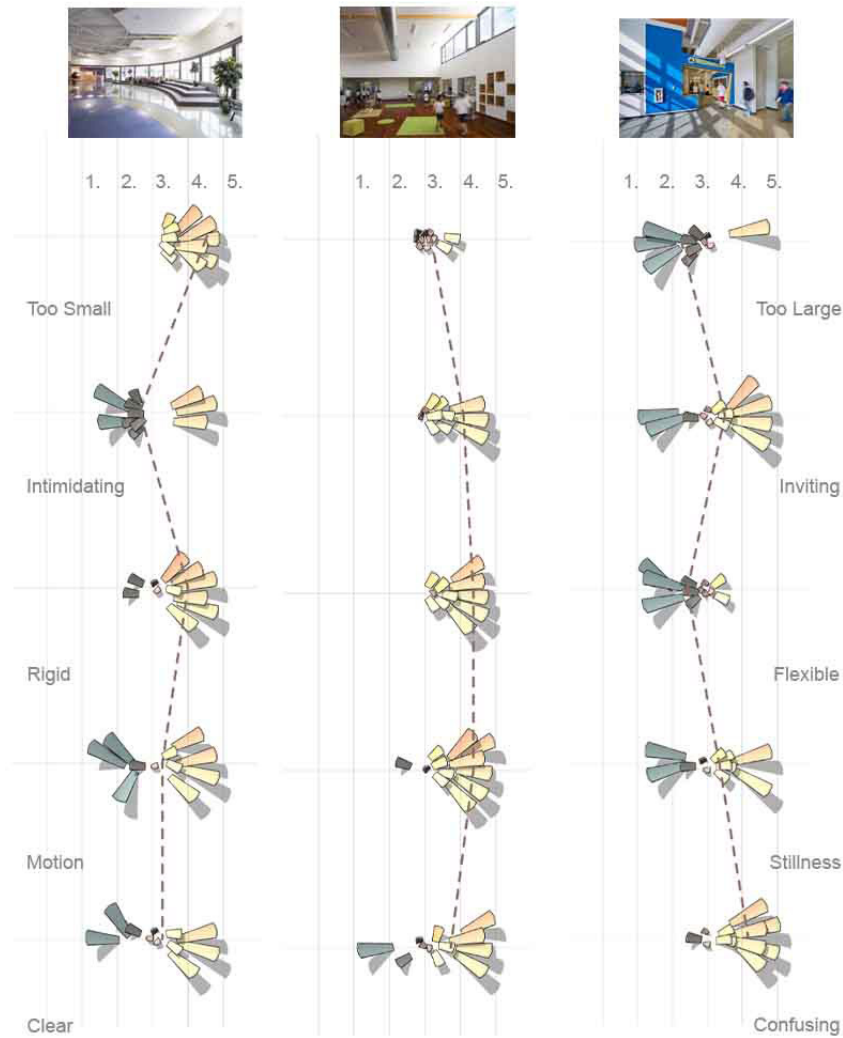 1. 2. 3. 4. 5.
1. 2. 3. 4. 5.
1. 2. 3. 4. 5.
Too Small
Too Large
Intimidating
Inviting
Rigid
Flexible
Motion
Stillness
Clear
Confusing